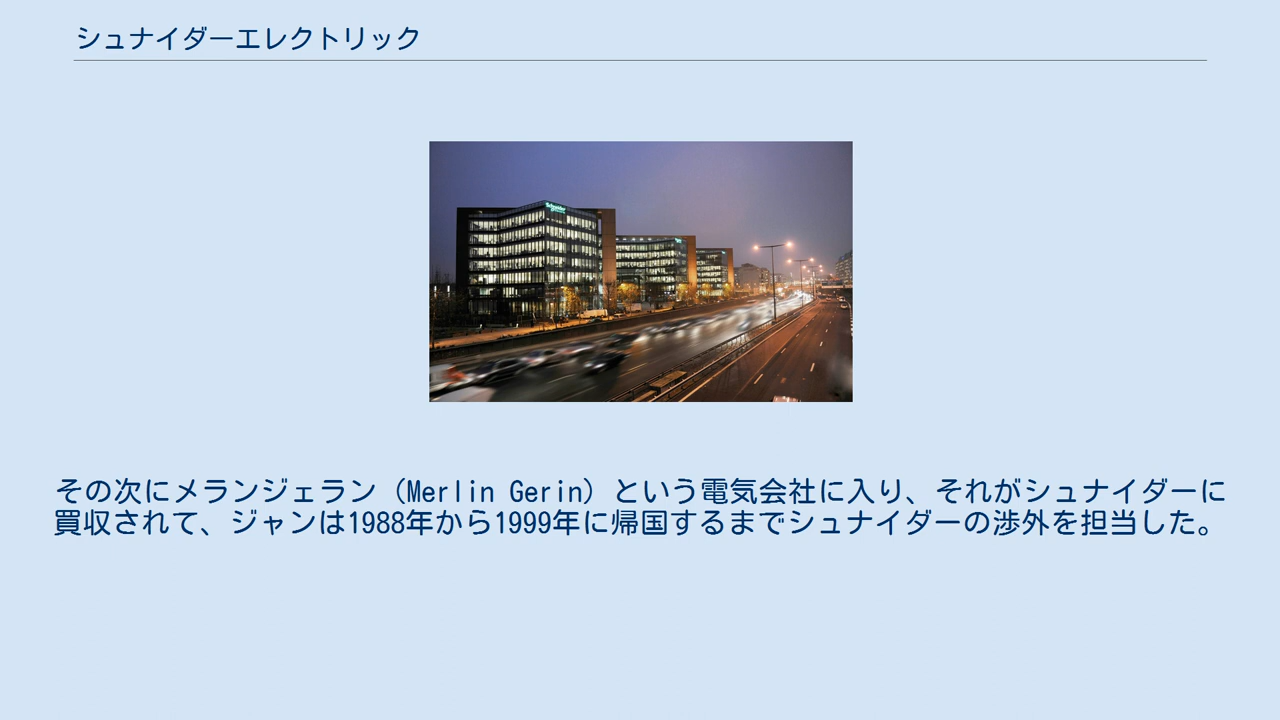 シュナイダーエレクトリック
Schneider
その次にメランジェラン（Merlin Gerin）という電気会社に入り、それがシュナイダーに
買収されて、ジャンは1988年から1999年に帰国するまでシュナイダーの渉外を担当した。